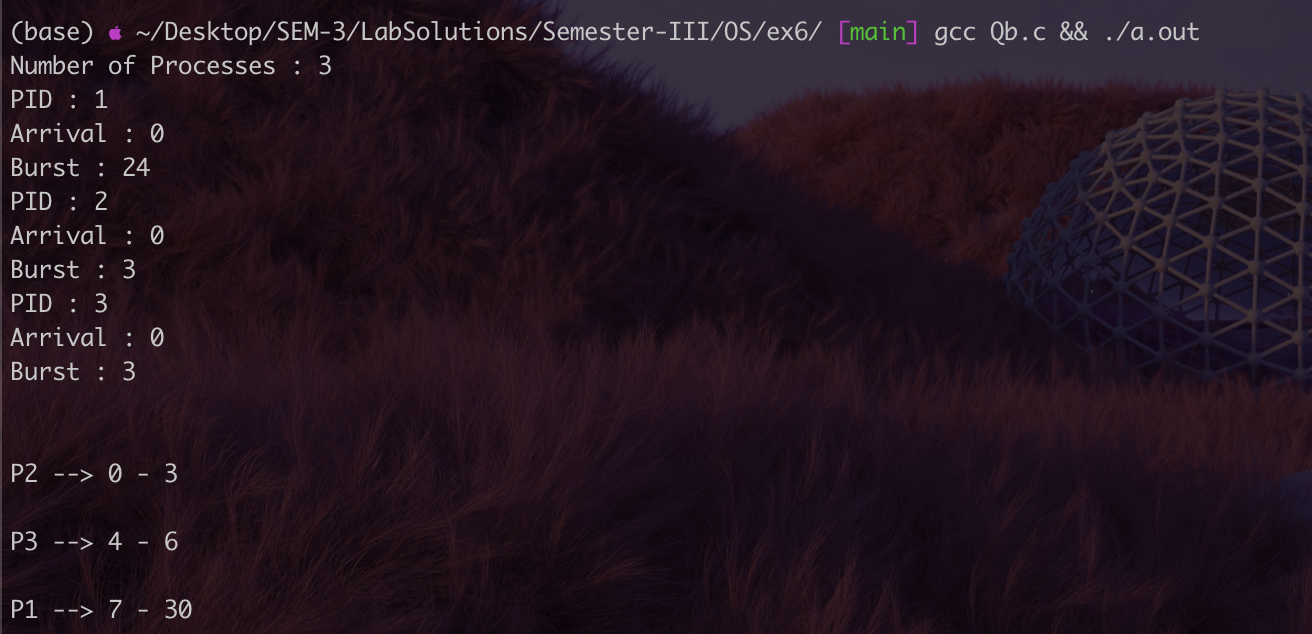 (base)  ~/Desktop/SEM-3/LabSolutions/Semester-III/OS/ex6/ [main] gcc Qb.c && ./a.out
Number of Processes : 3
PID : 1
Arrival : 0
Burst : 24
PID : 2
Arrival : 0
Burst : 3
PID : 3
Arrival : 0
Burst : 3
P2 --> 0 - 3
P3 --> 4 - 6
P1 --> 7 - 30